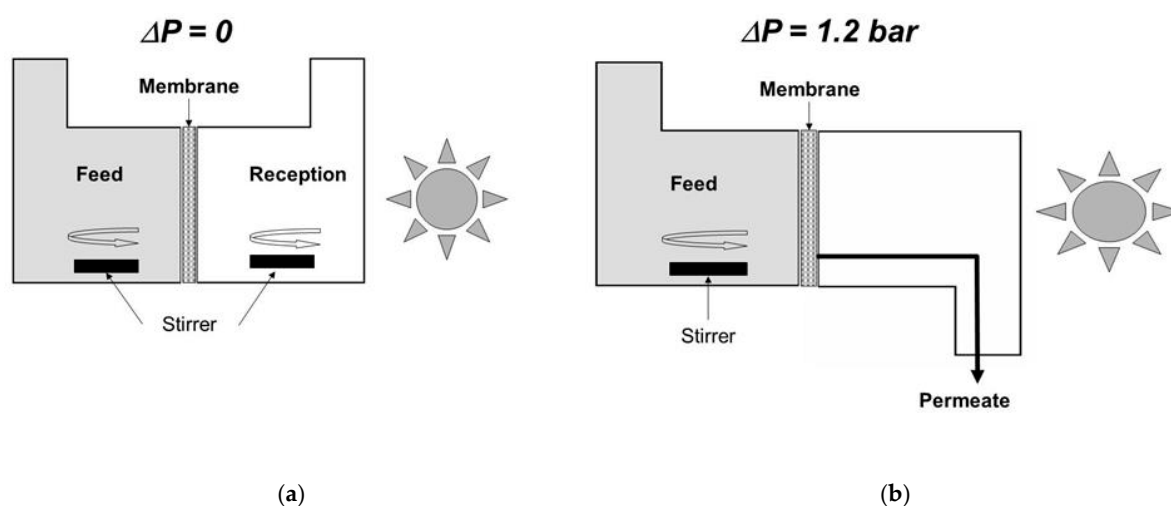 ΔP = 0
Membrane
Feed
Reception
Stirrer
(a)
ΔP = 1.2 bar
Membrane
Feed
Stirrer
Permeate
(b)